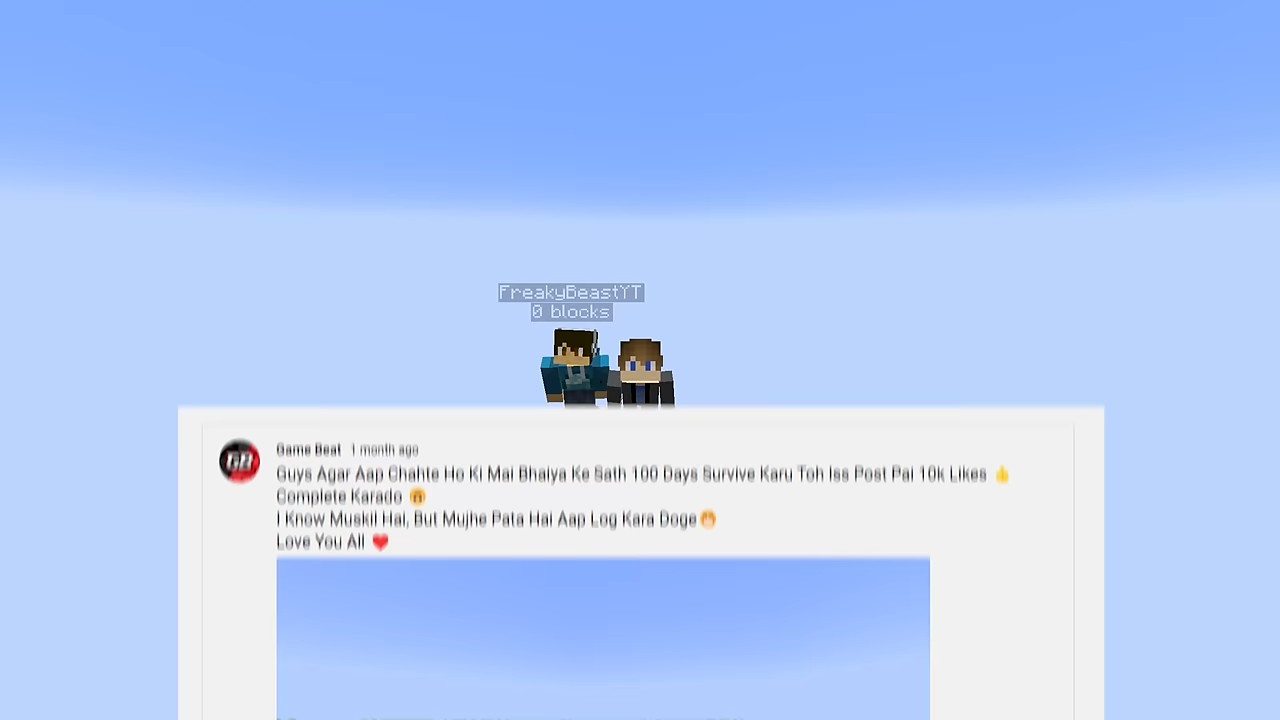 FreakyBeastYT
0 blocks
GB
Game Beat 1 month ago
Guys Agar Aap Chahte Ho Ki Mai Bhaiya Ke Sath 100 Days Survive Karu Toh Iss Post Pai 10k Likes 👍
Complete Karado 😊
I Know Muskil Hai, But Mujhe Pata Hai Aap Log Kara Doge😁
Love You All ❤️